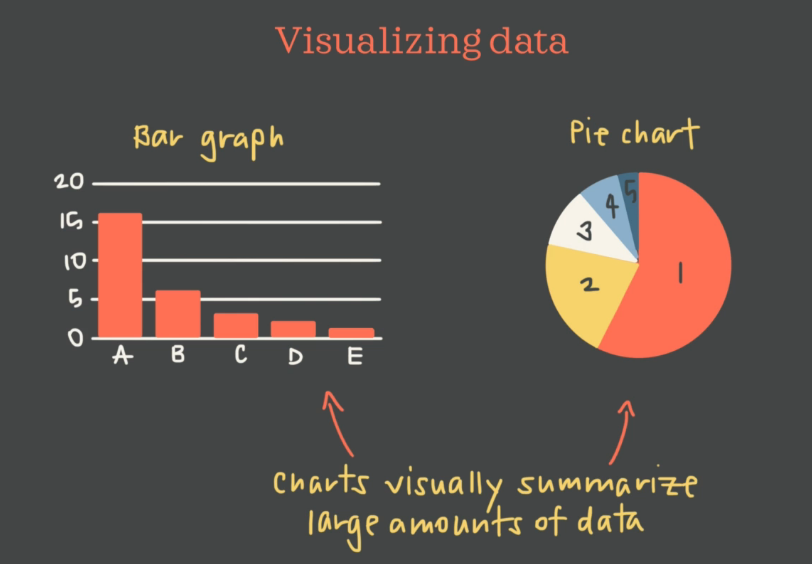 Visualizing data
Bar graph
20
15
10
5
0
A B C D E
Pie chart
1
2
3
4
5
Charts visually summarize
large amounts of data